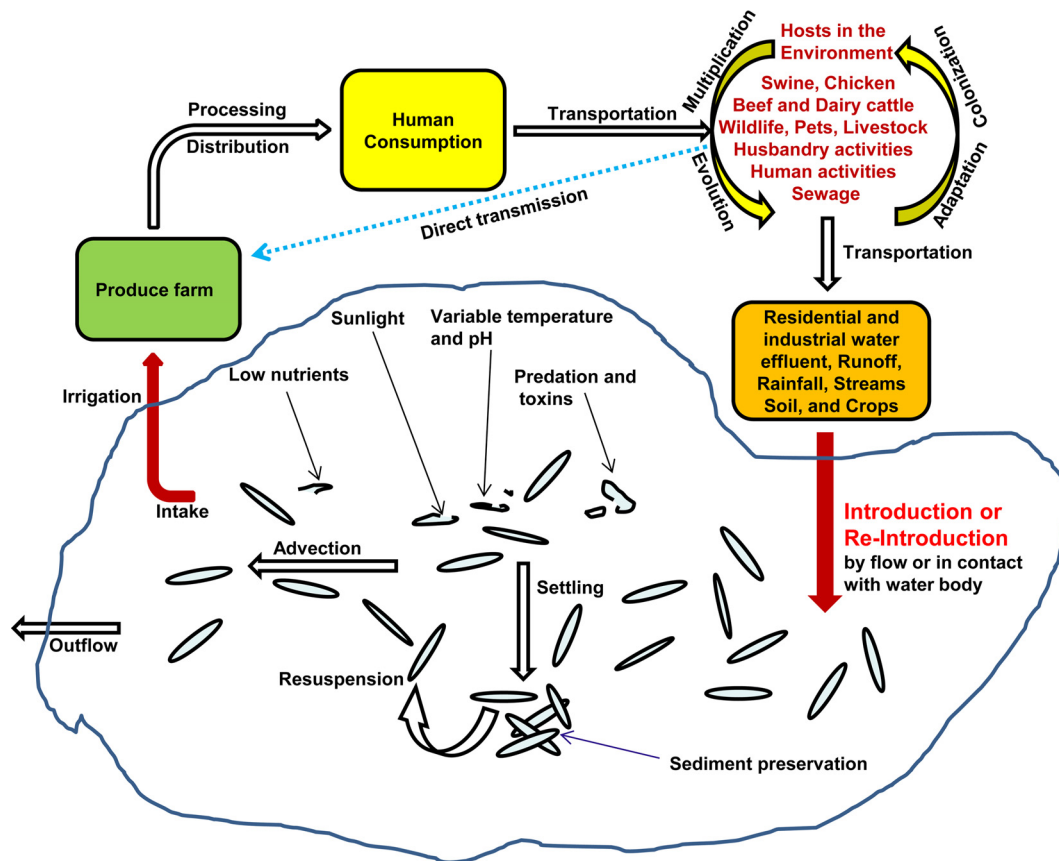 Hosts in the
Environment
Multiplication
Colonization
Swine, Chicken
Beef and Dairy cattle
Wildlife, Pets, Livestock
Husbandry activities
Human activities
Sewage
Evolution
Adaptation
Processing
Distribution
Human
Consumption
Transportation
Direct transmission
Transportation
Produce farm
Residential and
industrial water
effluent, Runoff,
Rainfall, Streams
Soil, and Crops
Sunlight
Variable temperature
and pH
Low nutrients
Predation and
toxins
Irrigation
Intake
Introduction or
Re-Introduction
by flow or in contact
with water body
Advection
Settling
Outflow
Resuspension
Sediment preservation